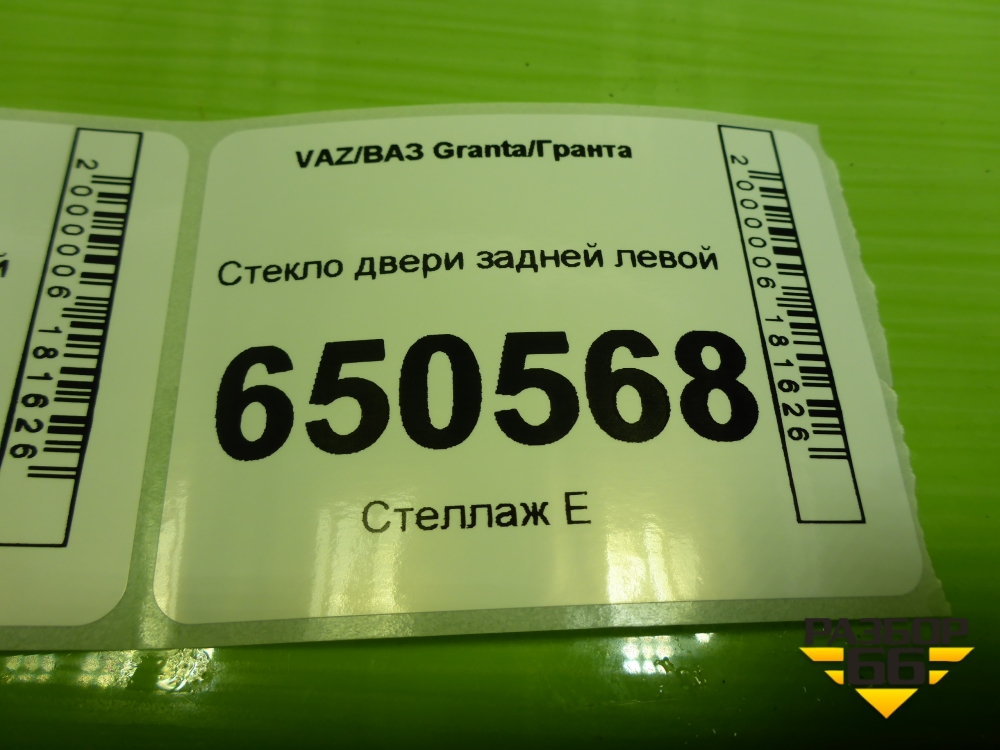 VAZ/ВАЗ Granta/Гранта
Стекло двери задней левой
650568
Стеллаж Е
2000006181626
й
2000006181626
РАЗБОР
66